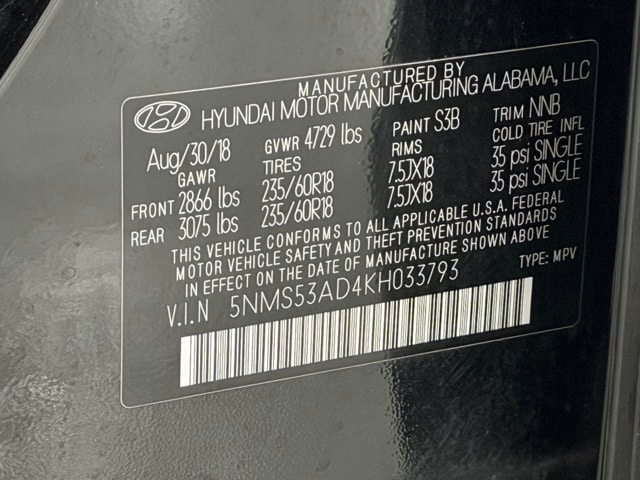 MANUFACTURED BY
HYUNDAI MOTOR MANUFACTURING ALABAMA, LLC
Aug/30/18 GVWR 4729 lbs PAINT S3B TRIM NNB
GAWR TIRES RIMS COLD TIRE INFL
FRONT 2866 lbs 235/60R18 7.5JX18 35 psi SINGLE
REAR 3075 lbs 235/60R18 7.5JX18 35 psi SINGLE
THIS VEHICLE CONFORMS TO ALL APPLICABLE U.S.A. FEDERAL
MOTOR VEHICLE SAFETY AND THEFT PREVENTION STANDARDS
IN EFFECT ON THE DATE OF MANUFACTURE SHOWN ABOVE
V.I.N 5NMS53AD4KH033793 TYPE: MPV